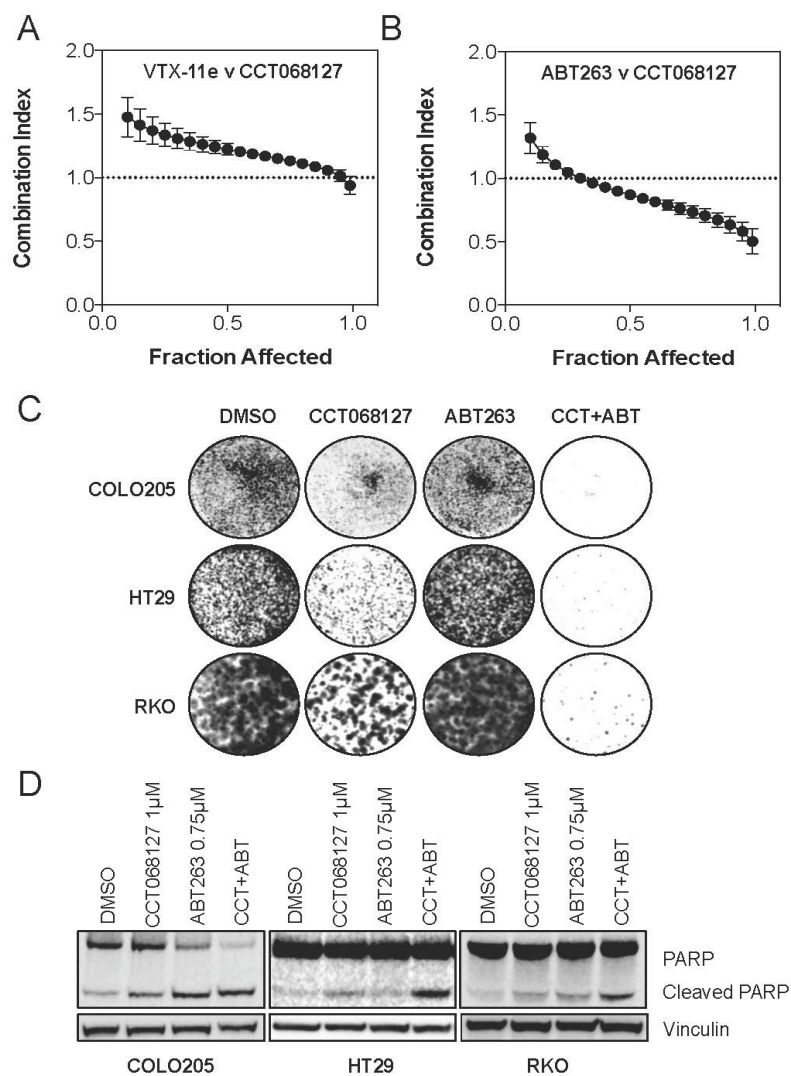 A
VTX-11e v CCT068127
Combination Index
2.0
1.5
1.0
0.5
0.0
0.0 0.5 1.0
Fraction Affected
B
ABT263 v CCT068127
Combination Index
2.0
1.5
1.0
0.5
0.0
0.0 0.5 1.0
Fraction Affected
C
DMSO CCT068127 ABT263 CCT+ABT
COLO205
HT29
RKO
D
DMSO
CCT068127 1µM
ABT263 0.75µM
CCT+ABT
DMSO
CCT068127 1µM
ABT263 0.75µM
CCT+ABT
DMSO
CCT068127 1µM
ABT263 0.75µM
CCT+ABT
PARP
Cleaved PARP
Vinculin
COLO205 HT29 RKO